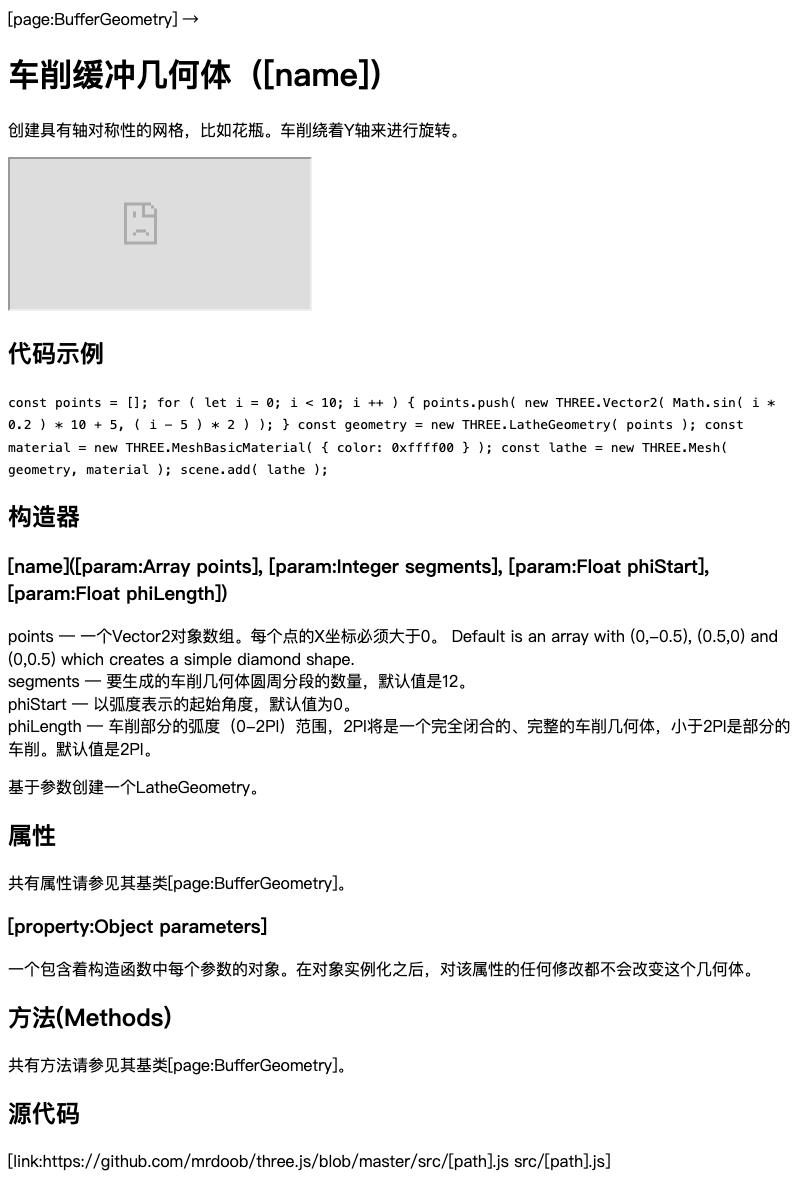 [page:BufferGeometry] →
车削缓冲几何体（[name]）
创建具有轴对称性的网格，比如花瓶。车削绕着Y轴来进行旋转。
代码示例
const points = []; for ( let i = 0; i < 10; i ++ ) { points.push( new THREE.Vector2( Math.sin( i *
0.2 ) * 10 + 5, ( i - 5 ) * 2 ) ); } const geometry = new THREE.LatheGeometry( points ); const
material = new THREE.MeshBasicMaterial( { color: 0xffff00 } ); const lathe = new THREE.Mesh(
geometry, material ); scene.add( lathe );
构造器
[name]([param:Array points], [param:Integer segments], [param:Float phiStart],
[param:Float phiLength])
points — 一个Vector2对象数组。每个点的X坐标必须大于0。 Default is an array with (0,-0.5), (0.5,0) and
(0,0.5) which creates a simple diamond shape.
segments — 要生成的车削几何体圆周分段的数量，默认值是12。
phiStart — 以弧度表示的起始角度，默认值为0。
phiLength — 车削部分的弧度（0-2PI）范围，2PI将是一个完全闭合的、完整的车削几何体，小于2PI是部分的
车削。默认值是2PI。
基于参数创建一个LatheGeometry。
属性
共有属性请参见其基类[page:BufferGeometry]。
[property:Object parameters]
一个包含着构造函数中每个参数的对象。在对象实例化之后，对该属性的任何修改都不会改变这个几何体。
方法(Methods)
共有方法请参见其基类[page:BufferGeometry]。
源代码
[link:https://github.com/mrdoob/three.js/blob/master/src/[path].js src/[path].js]